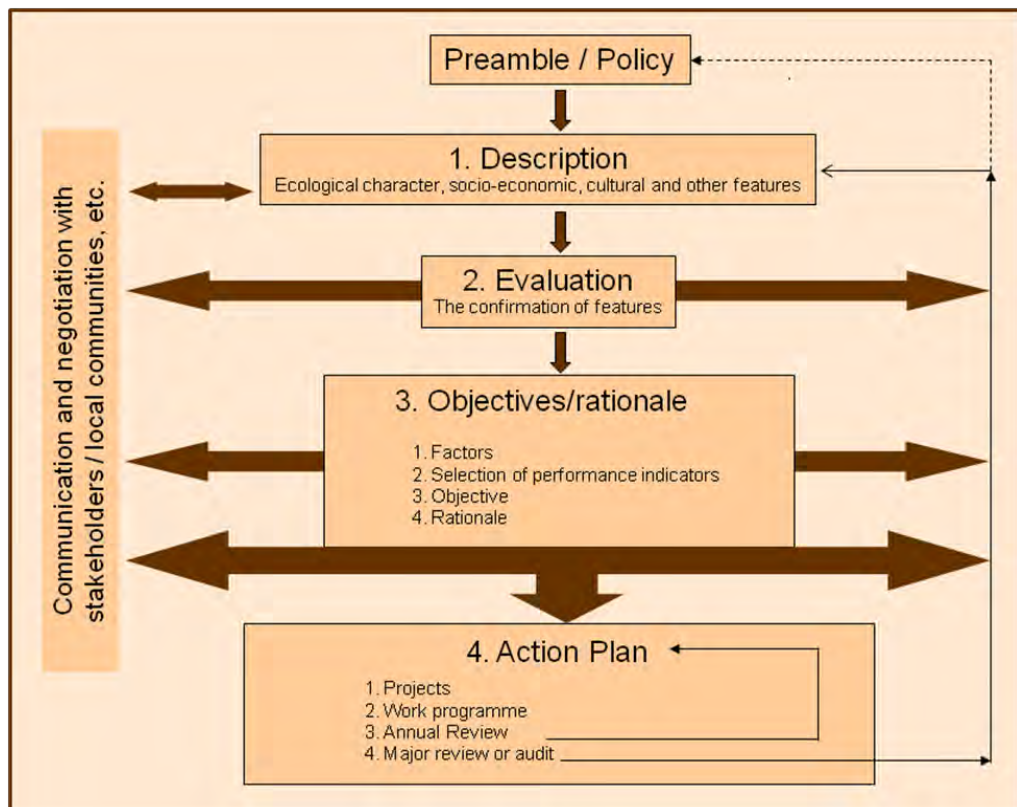 Preamble / Policy
1. Description
Ecological character, socio-economic, cultural and other features
2. Evaluation
The confirmation of features
3. Objectives/rationale
1. Factors
2. Selection of performance indicators
3. Objective
4. Rationale
4. Action Plan
1. Projects
2. Work programme
3. Annual Review
4. Major review or audit
Communication and negotiation with
stakeholders / local communities, etc.